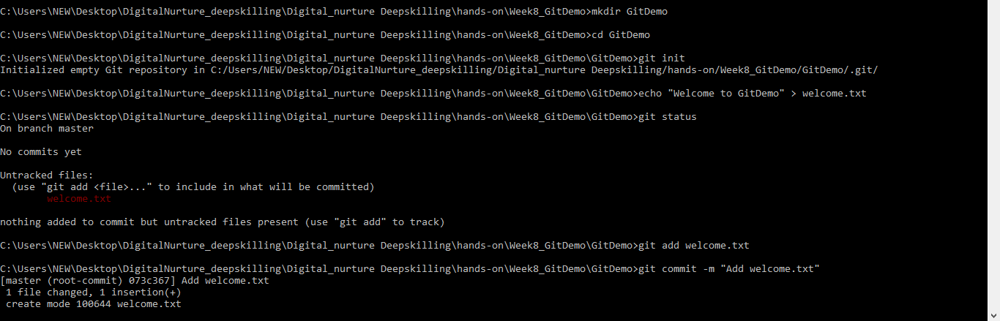 C:\Users\NEW\Desktop\DigitalNurture_deepskilling\Digital_nurture Deepskilling\hands-on\Week8_GitDemo>mkdir GitDemo
C:\Users\NEW\Desktop\DigitalNurture_deepskilling\Digital_nurture Deepskilling\hands-on\Week8_GitDemo>cd GitDemo
C:\Users\NEW\Desktop\DigitalNurture_deepskilling\Digital_nurture Deepskilling\hands-on\Week8_GitDemo\GitDemo>git init
Initialized empty Git repository in C:/Users/NEW/Desktop/DigitalNurture_deepskilling/Digital_nurture Deepskilling/hands-on/Week8_GitDemo/GitDemo/.git/
C:\Users\NEW\Desktop\DigitalNurture_deepskilling\Digital_nurture Deepskilling\hands-on\Week8_GitDemo\GitDemo>echo "Welcome to GitDemo" > welcome.txt
C:\Users\NEW\Desktop\DigitalNurture_deepskilling\Digital_nurture Deepskilling\hands-on\Week8_GitDemo\GitDemo>git status
On branch master
No commits yet
Untracked files:
  (use "git add <file>..." to include in what will be committed)
        welcome.txt
nothing added to commit but untracked files present (use "git add" to track)
C:\Users\NEW\Desktop\DigitalNurture_deepskilling\Digital_nurture Deepskilling\hands-on\Week8_GitDemo\GitDemo>git add welcome.txt
C:\Users\NEW\Desktop\DigitalNurture_deepskilling\Digital_nurture Deepskilling\hands-on\Week8_GitDemo\GitDemo>git commit -m "Add welcome.txt"
[master (root-commit) 073c367] Add welcome.txt
 1 file changed, 1 insertion(+)
 create mode 100644 welcome.txt